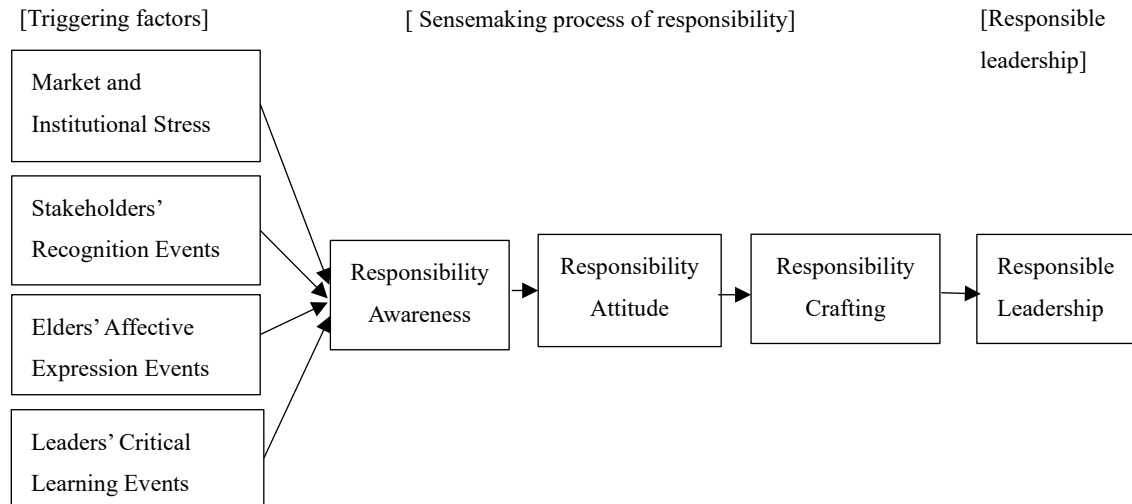 [Triggering factors]
[ Sensemaking process of responsibility]
[Responsible
leadership]
Market and
Institutional Stress
Stakeholders’
Recognition Events
Elders’ Affective
Expression Events
Leaders’ Critical
Learning Events
Responsibility
Awareness
Responsibility
Attitude
Responsibility
Crafting
Responsible
Leadership